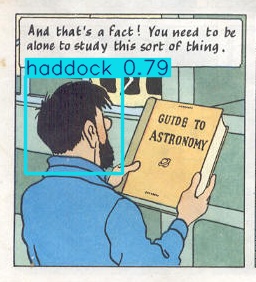 And that's a fact! You need to be
alone to study this sort of thing.
haddock 0.79
GUIDE TO
ASTRONOMY